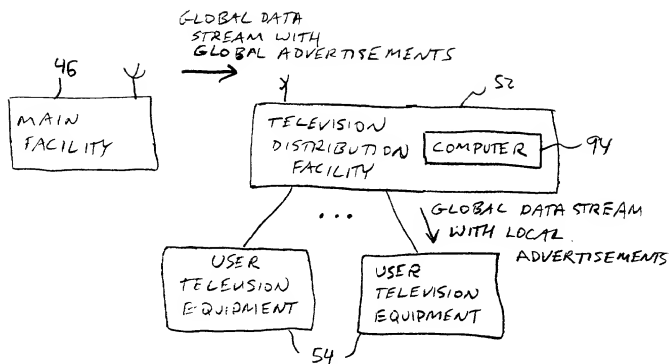 GLOBAL DATA
STREAM WITH
GLOBAL ADVERTISEMENTS
46
MAIN
FACILITY
52
TELEVISION
DISTRIBUTION
FACILITY
COMPUTER
94
...
GLOBAL DATA STREAM
WITH LOCAL
ADVERTISEMENTS
USER
TELEVISION
EQUIPMENT
USER
TELEVISION
EQUIPMENT
54